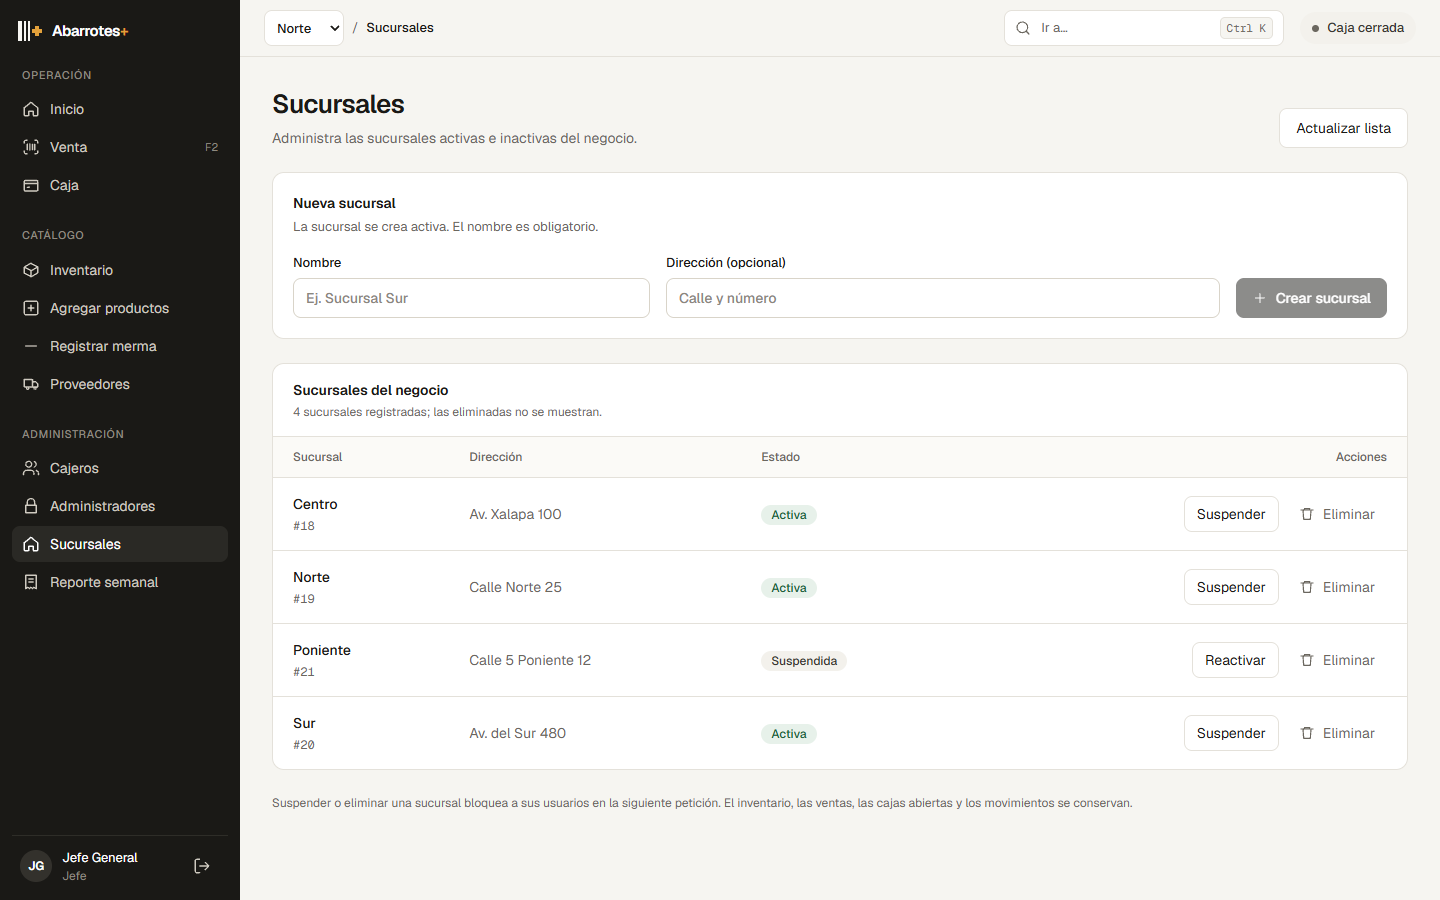 Abarrotes+
OPERACIÓN
Inicio
Venta F2
Caja
CATÁLOGO
Inventario
Agregar productos
Registrar merma
Proveedores
ADMINISTRACIÓN
Cajeros
Administradores
Sucursales
Reporte semanal
JG Jefe General
Jefe
Norte / Sucursales
Ir a... Ctrl K
Caja cerrada
Sucursales
Administra las sucursales activas e inactivas del negocio.
Actualizar lista
Nueva sucursal
La sucursal se crea activa. El nombre es obligatorio.
Nombre Dirección (opcional)
Ej. Sucursal Sur Calle y número + Crear sucursal
Sucursales del negocio
4 sucursales registradas; las eliminadas no se muestran.
Sucursal Dirección Estado Acciones
Centro
#18 Av. Xalapa 100 Activa Suspender Eliminar
Norte
#19 Calle Norte 25 Activa Suspender Eliminar
Poniente
#21 Calle 5 Poniente 12 Suspendida Reactivar Eliminar
Sur
#20 Av. del Sur 480 Activa Suspender Eliminar
Suspender o eliminar una sucursal bloquea a sus usuarios en la siguiente petición. El inventario, las ventas, las cajas abiertas y los movimientos se conservan.